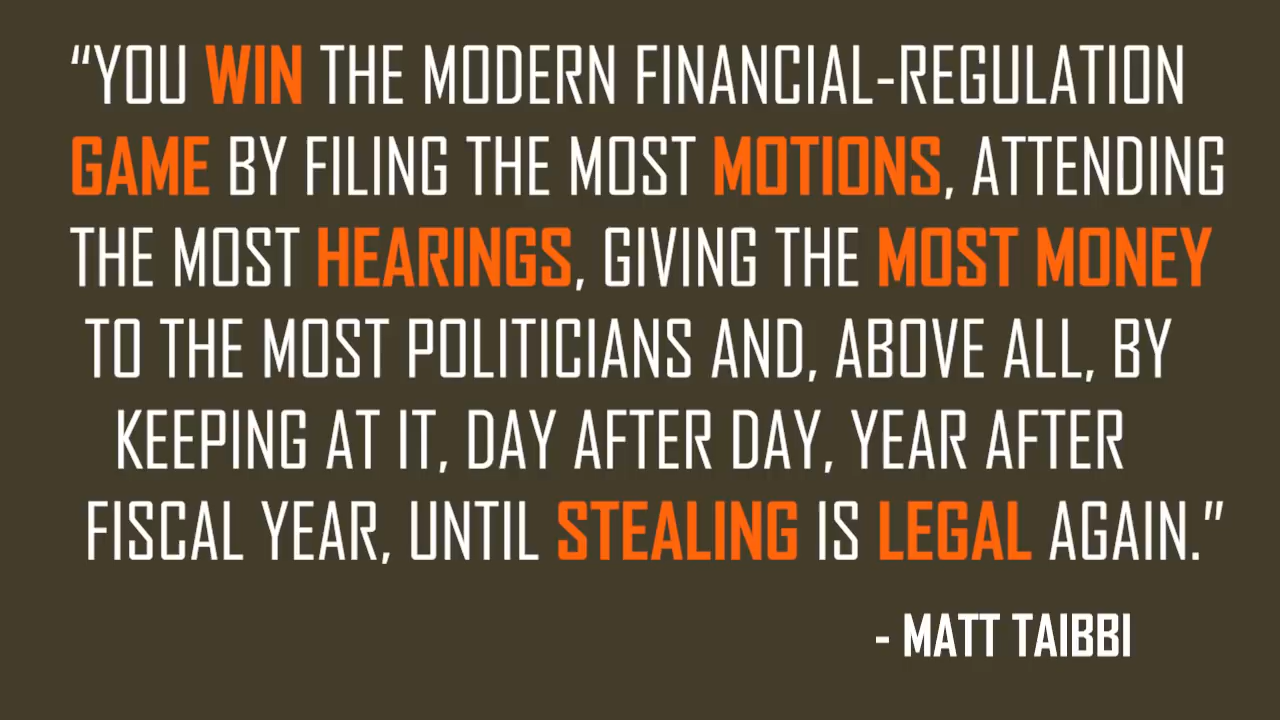 “YOU WIN THE MODERN FINANCIAL-REGULATION
GAME BY FILING THE MOST MOTIONS, ATTENDING
THE MOST HEARINGS, GIVING THE MOST MONEY
TO THE MOST POLITICIANS AND, ABOVE ALL, BY
KEEPING AT IT, DAY AFTER DAY, YEAR AFTER
FISCAL YEAR, UNTIL STEALING IS LEGAL AGAIN.”
- MATT TAIBBI